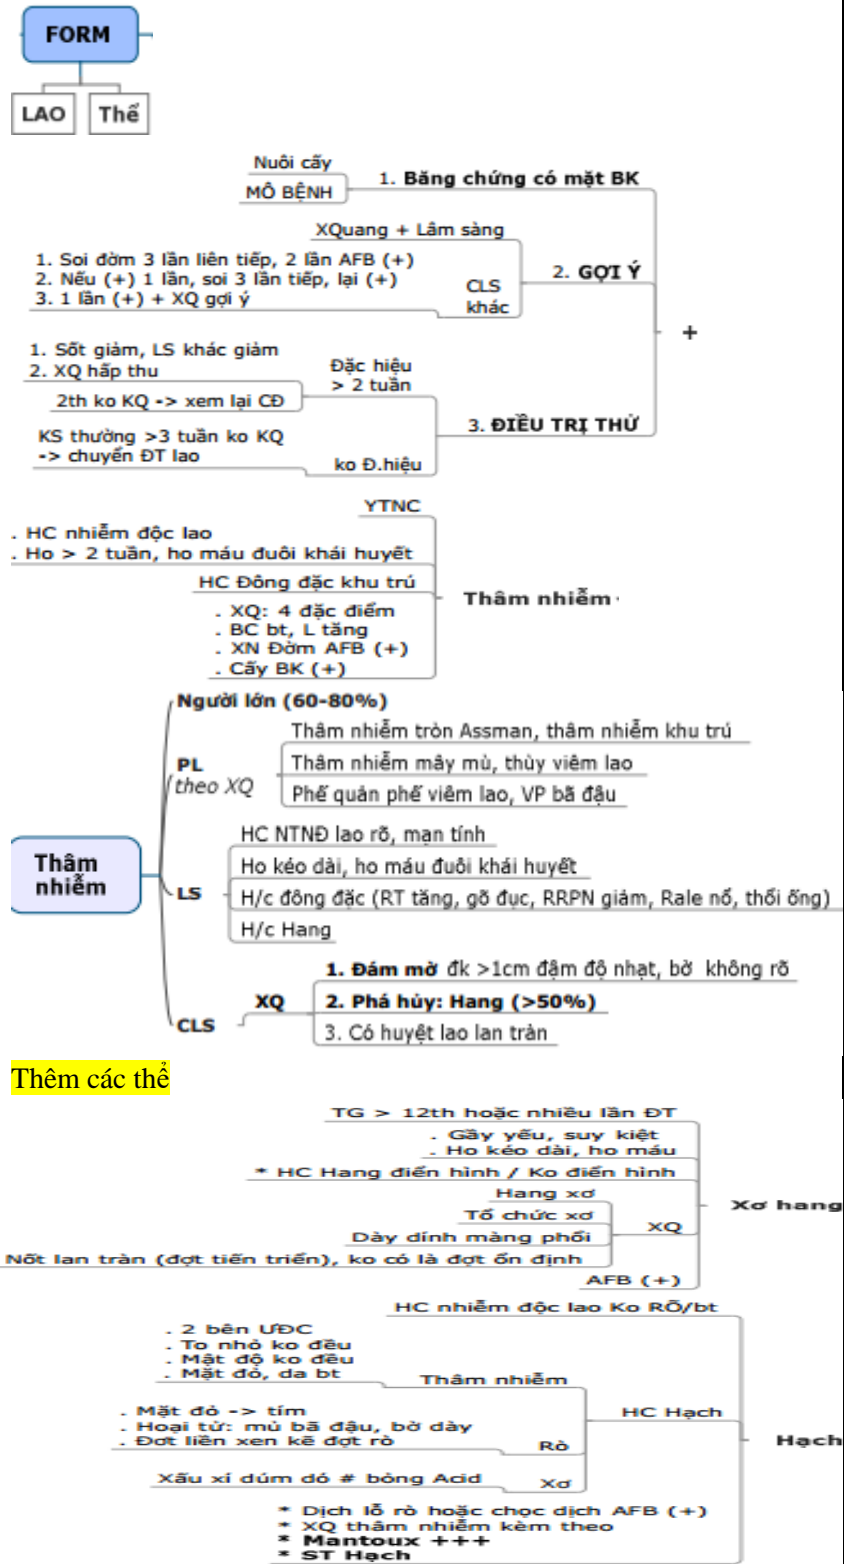 FORM
LAO
Thể
Nuôi cấy
MÔ BỆNH
1. Băng chứng có mặt BK
XQuang + Lâm sàng
1. Soi đờm 3 lần liên tiếp, 2 lần AFB (+)
2. Nếu (+) 1 lần, soi 3 lần tiếp, lại (+)
3. 1 lần (+) + XQ gợi ý
CLS
khác
2. GỢI Ý
+
1. Sốt giảm, LS khác giảm
2. XQ hấp thu
2th ko KQ -> xem lại CĐ
Đặc hiệu
> 2 tuần
KS thường >3 tuần ko KQ
-> chuyển ĐT lao
ko Đ.hiệu
3. ĐIỀU TRỊ THỬ
YTNC
. HC nhiễm độc lao
. Ho > 2 tuần, ho máu đuôi khái huyết
HC Đông đặc khu trú
. XQ: 4 đặc điểm
. BC bt, L tăng
. XN Đờm AFB (+)
. Cấy BK (+)
Thâm nhiễm
Người lớn (60-80%)
PL
theo XQ
Thâm nhiễm tròn Assman, thâm nhiễm khu trú
Thâm nhiễm mây mù, thùy viêm lao
Phế quản phế viêm lao, VP bã đậu
Thâm
nhiễm
LS
HC NTNĐ lao rõ, mạn tính
Ho kéo dài, ho máu đuôi khái huyết
H/c đông đặc (RT tăng, gõ đục, RRPN giảm, Rale nổ, thổi ống)
H/c Hang
CLS
XQ
1. Đám mờ đk >1cm đậm độ nhạt, bờ không rõ
2. Phá hủy: Hang (>50%)
3. Có huyệt lao lan tràn
Thêm các thể
TG > 12th hoặc nhiều lần ĐT
. Gầy yếu, suy kiệt
. Ho kéo dài, ho máu
* HC Hang điển hình / Ko điển hình
Hang xơ
Tổ chức xơ
Dày dính màng phổi
Nốt lan tràn (đợt tiến triển), ko có là đợt ổn định
XQ
AFB (+)
Xơ hang
HC nhiễm độc lao Ko RÕ/bt
. 2 bên ƯĐC
. To nhỏ ko đều
. Mật độ ko đều
. Mặt đỏ, da bt
Thâm nhiễm
. Mặt đỏ -> tím
. Hoại tử: mủ bã đậu, bờ dày
. Đơt liền xen kẽ đợt rò
Rò
Xấu xí dúm dó # bỏng Acid
Xơ
HC Hạch
* Dịch lỗ rò hoặc chọc dịch AFB (+)
* XQ thâm nhiễm kèm theo
* Mantoux +++
* ST Hạch
Hạch